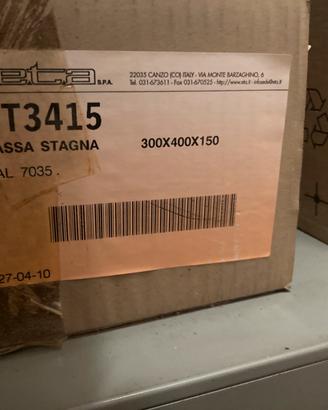 eta S.P.A.
22035 CANZO (CO) ITALY - VIA MONTE BARZAGHINO, 6
Tel. 031-673611 - Fax 031-670525 - http://www.eta.it - infoeta@eta.it
T3415
ASSA STAGNA
300X400X150
AL 7035.
27-04-10